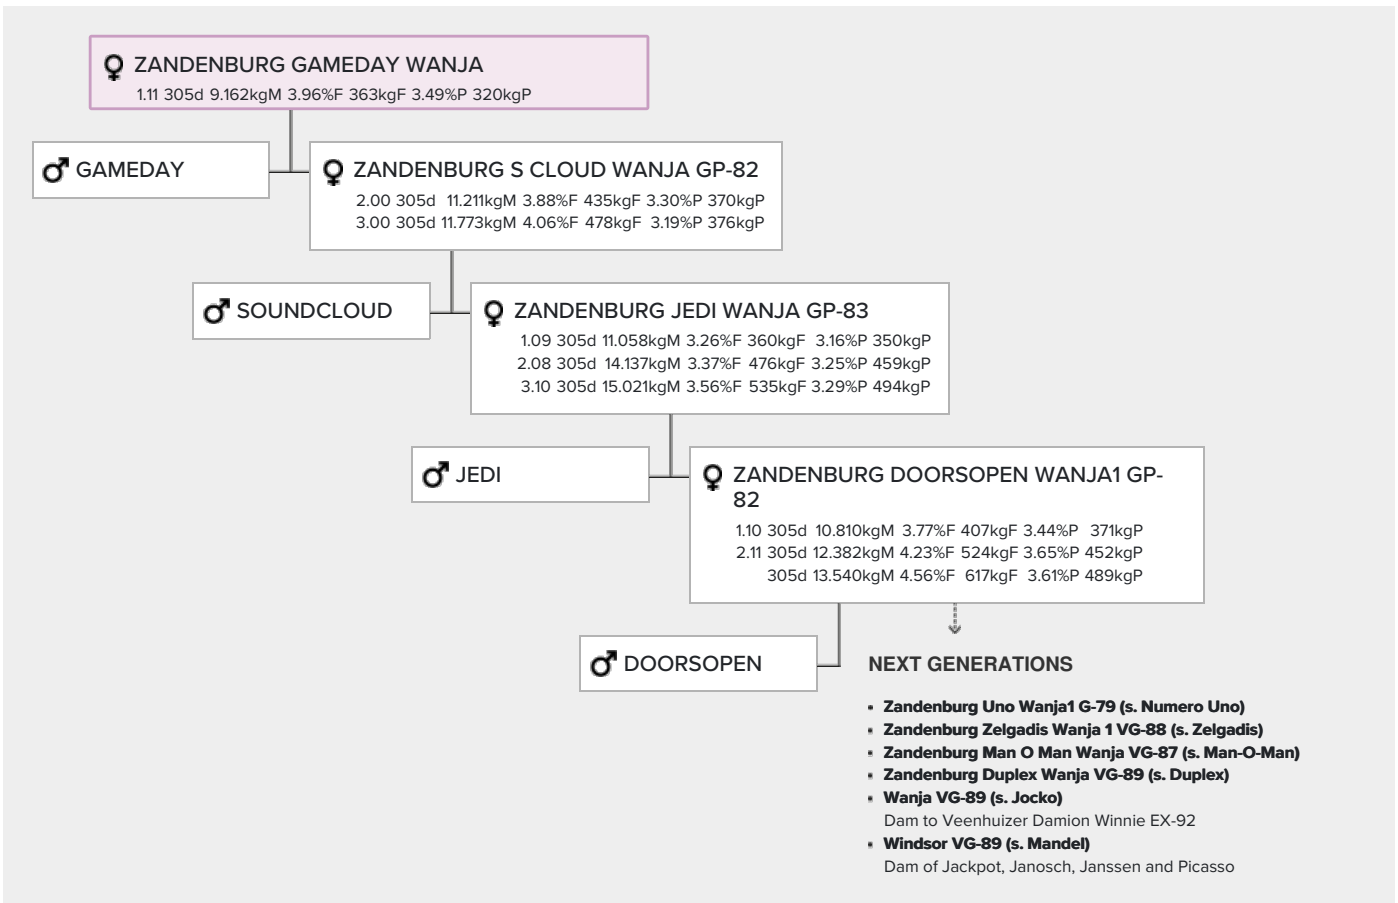 ZANDENBURG GAMEDAY WANJA
1.11 305d 9.162kgM 3.96%F 363kgF 3.49%P 320kgP
GAMEDAY
ZANDENBURG S CLOUD WANJA GP-82
2.00 305d 11.211kgM 3.88%F 435kgF 3.30%P 370kgP
3.00 305d 11.773kgM 4.06%F 478kgF 3.19%P 376kgP
SOUNDCLOUD
ZANDENBURG JEDI WANJA GP-83
1.09 305d 11.058kgM 3.26%F 360kgF 3.16%P 350kgP
2.08 305d 14.137kgM 3.37%F 476kgF 3.25%P 459kgP
3.10 305d 15.021kgM 3.56%F 535kgF 3.29%P 494kgP
JEDI
ZANDENBURG DOORSOPEN WANJA1 GP-
82
1.10 305d 10.810kgM 3.77%F 407kgF 3.44%P 371kgP
2.11 305d 12.382kgM 4.23%F 524kgF 3.65%P 452kgP
305d 13.540kgM 4.56%F 617kgF 3.61%P 489kgP
DOORSOPEN
NEXT GENERATIONS
▪ Zandenburg Uno Wanja1 G-79 (s. Numero Uno)
▪ Zandenburg Zelgadis Wanja 1 VG-88 (s. Zelgadis)
▪ Zandenburg Man O Man Wanja VG-87 (s. Man-O-Man)
▪ Zandenburg Duplex Wanja VG-89 (s. Duplex)
▪ Wanja VG-89 (s. Jocko)
Dam to Veenhuizer Damion Winnie EX-92
▪ Windsor VG-89 (s. Mandel)
Dam of Jackpot, Janosch, Janssen and Picasso